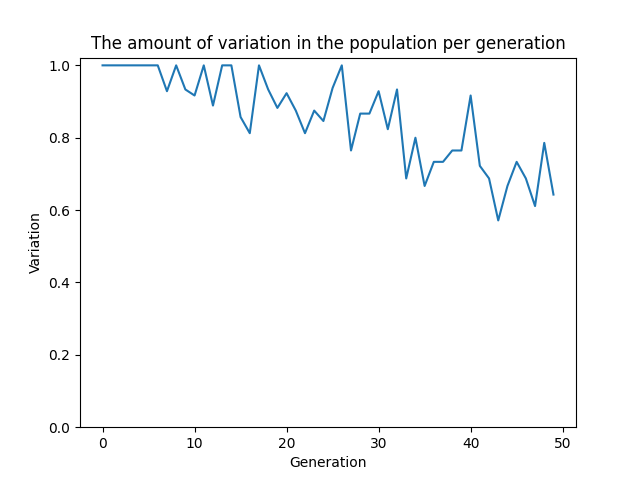 The amount of variation in the population per generation
1.0
0.8
0.6
0.4
0.2
0.0
Variation
0 10 20 30 40 50
Generation